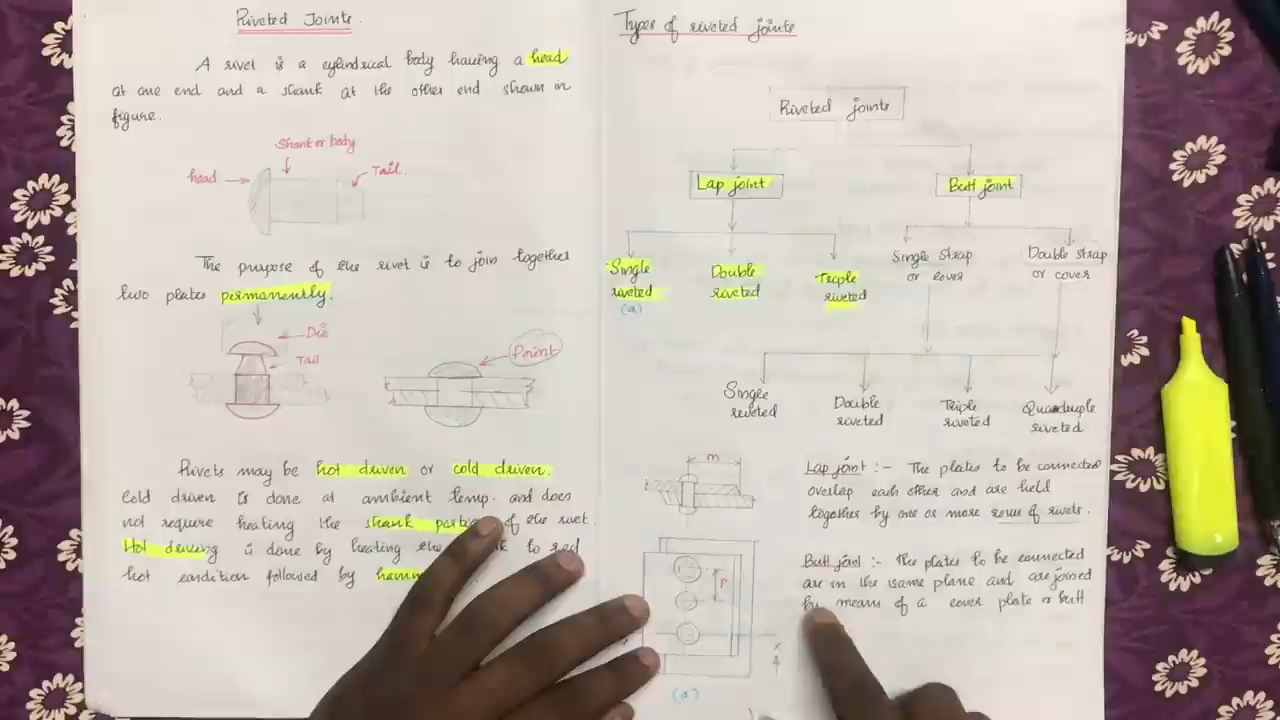 Riveted Joints.
A rivet is a cylindrical body having a head
at one end and a shank at the other end shown in
figure.
Shank or body
head
Tail.
The purpose of the rivet is to join together
two plates permanently.
Die
Tail
Point
Rivets may be hot driven or cold driven.
Cold driven is done at ambient temp. and does
not require heating the shank portion of the rivet.
Hot driving is done by heating the to red
hot condition followed by
Types of riveted joints
Riveted joints
Lap joint
Butt joint
Single
riveted
(a)
Double
riveted
Triple
riveted
Single strap
or cover
Double strap
or cover
Single
riveted
Double
riveted
Triple
riveted
Quadruple
riveted
m
Lap joint :- The plates to be connected
overlap each other and are held
together by one or more rows of rivets.
P
X
(a)
Butt joint :- The plates to be connected
are in the same plane and are joined
by means of a cover plate or butt